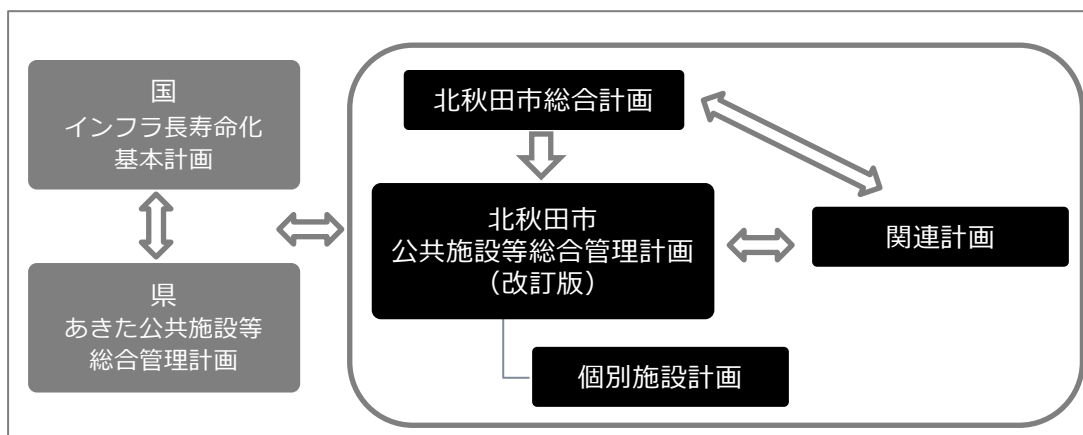 国
インフラ長寿命化
基本計画
県
あきた公共施設等
総合管理計画
北秋田市総合計画
北秋田市
公共施設等総合管理計画
（改訂版）
関連計画
個別施設計画